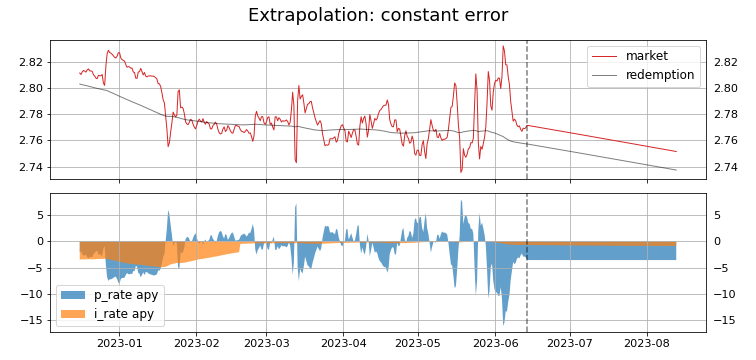 Extrapolation: constant error
2.82 2.82
2.80 2.80
2.78 2.78
2.76 2.76
2.74 2.74
market
redemption
5 5
0 0
−5 −5
−10 −10
−15 −15
p_rate apy
i_rate apy
2023-01 2023-02 2023-03 2023-04 2023-05 2023-06 2023-07 2023-08